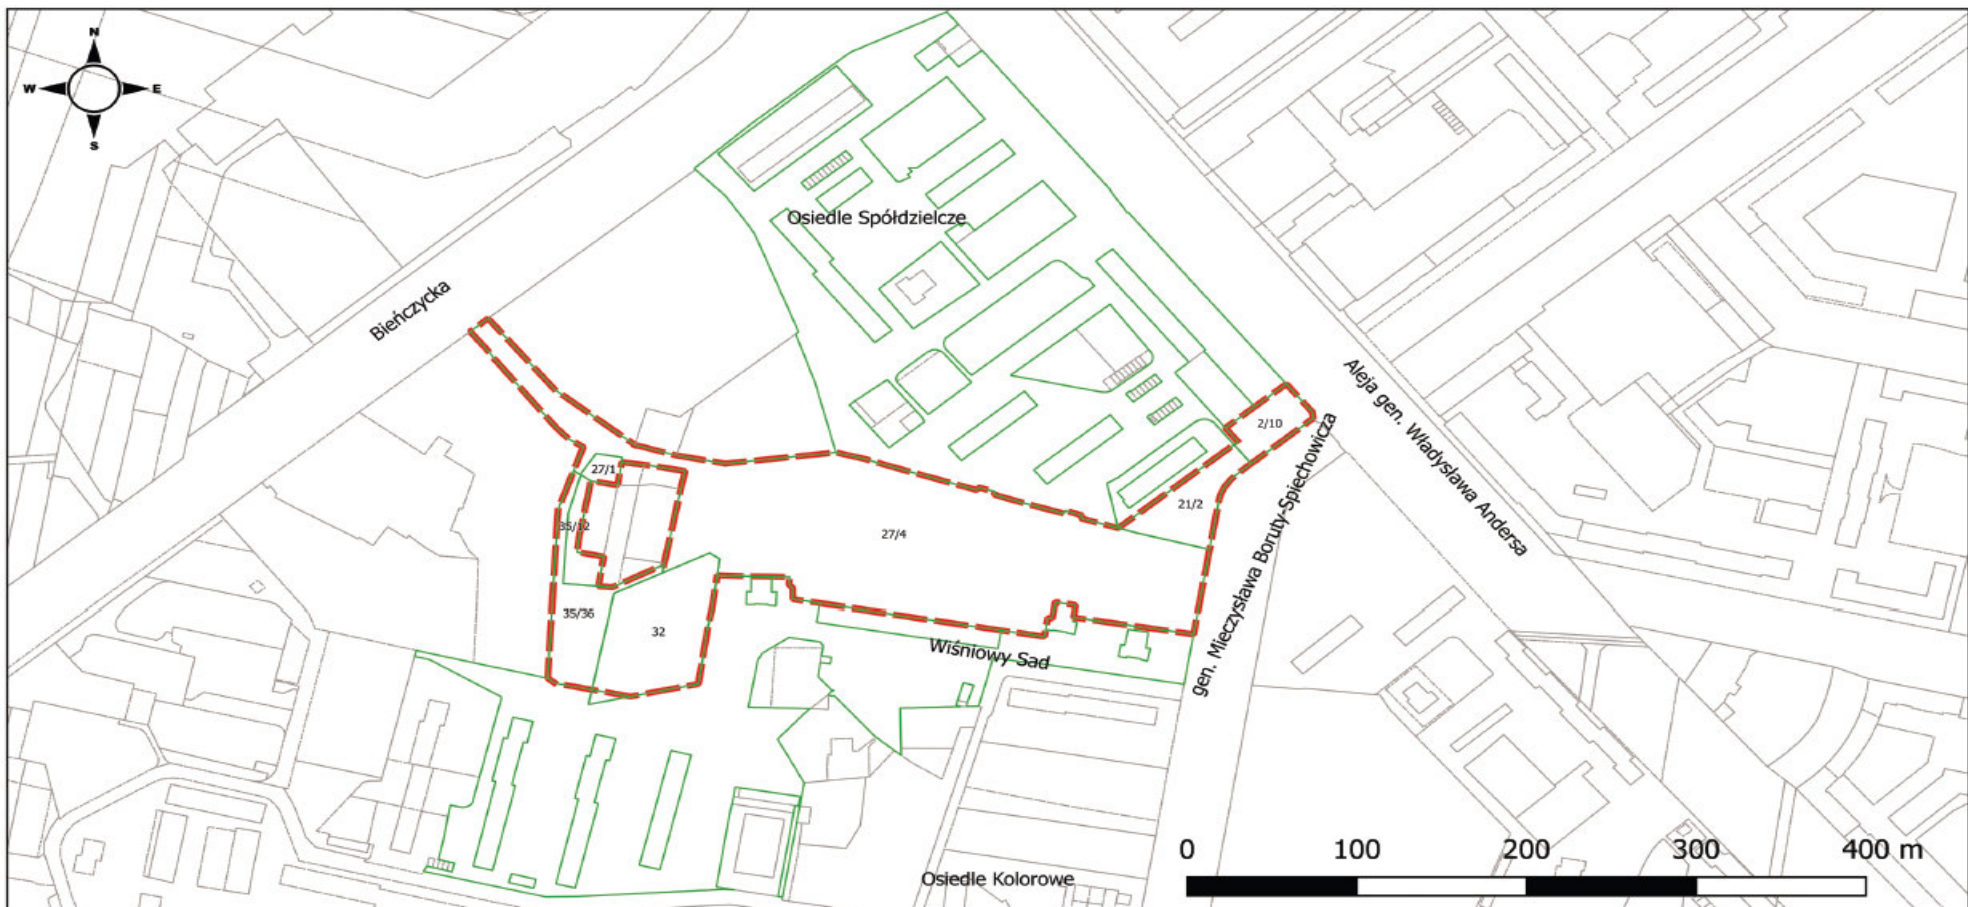 N
W E
S
Osiedle Spółdzielcze
Bieńczycka
Aleja gen. Władysława Andersa
2/10
gen. Mieczysława Boruty-Spiechowicza
27/1
21/2
35/12
27/4
35/36
32
Wiśniowy Sad
0 100 200 300 400 m
Osiedle Kolorowe